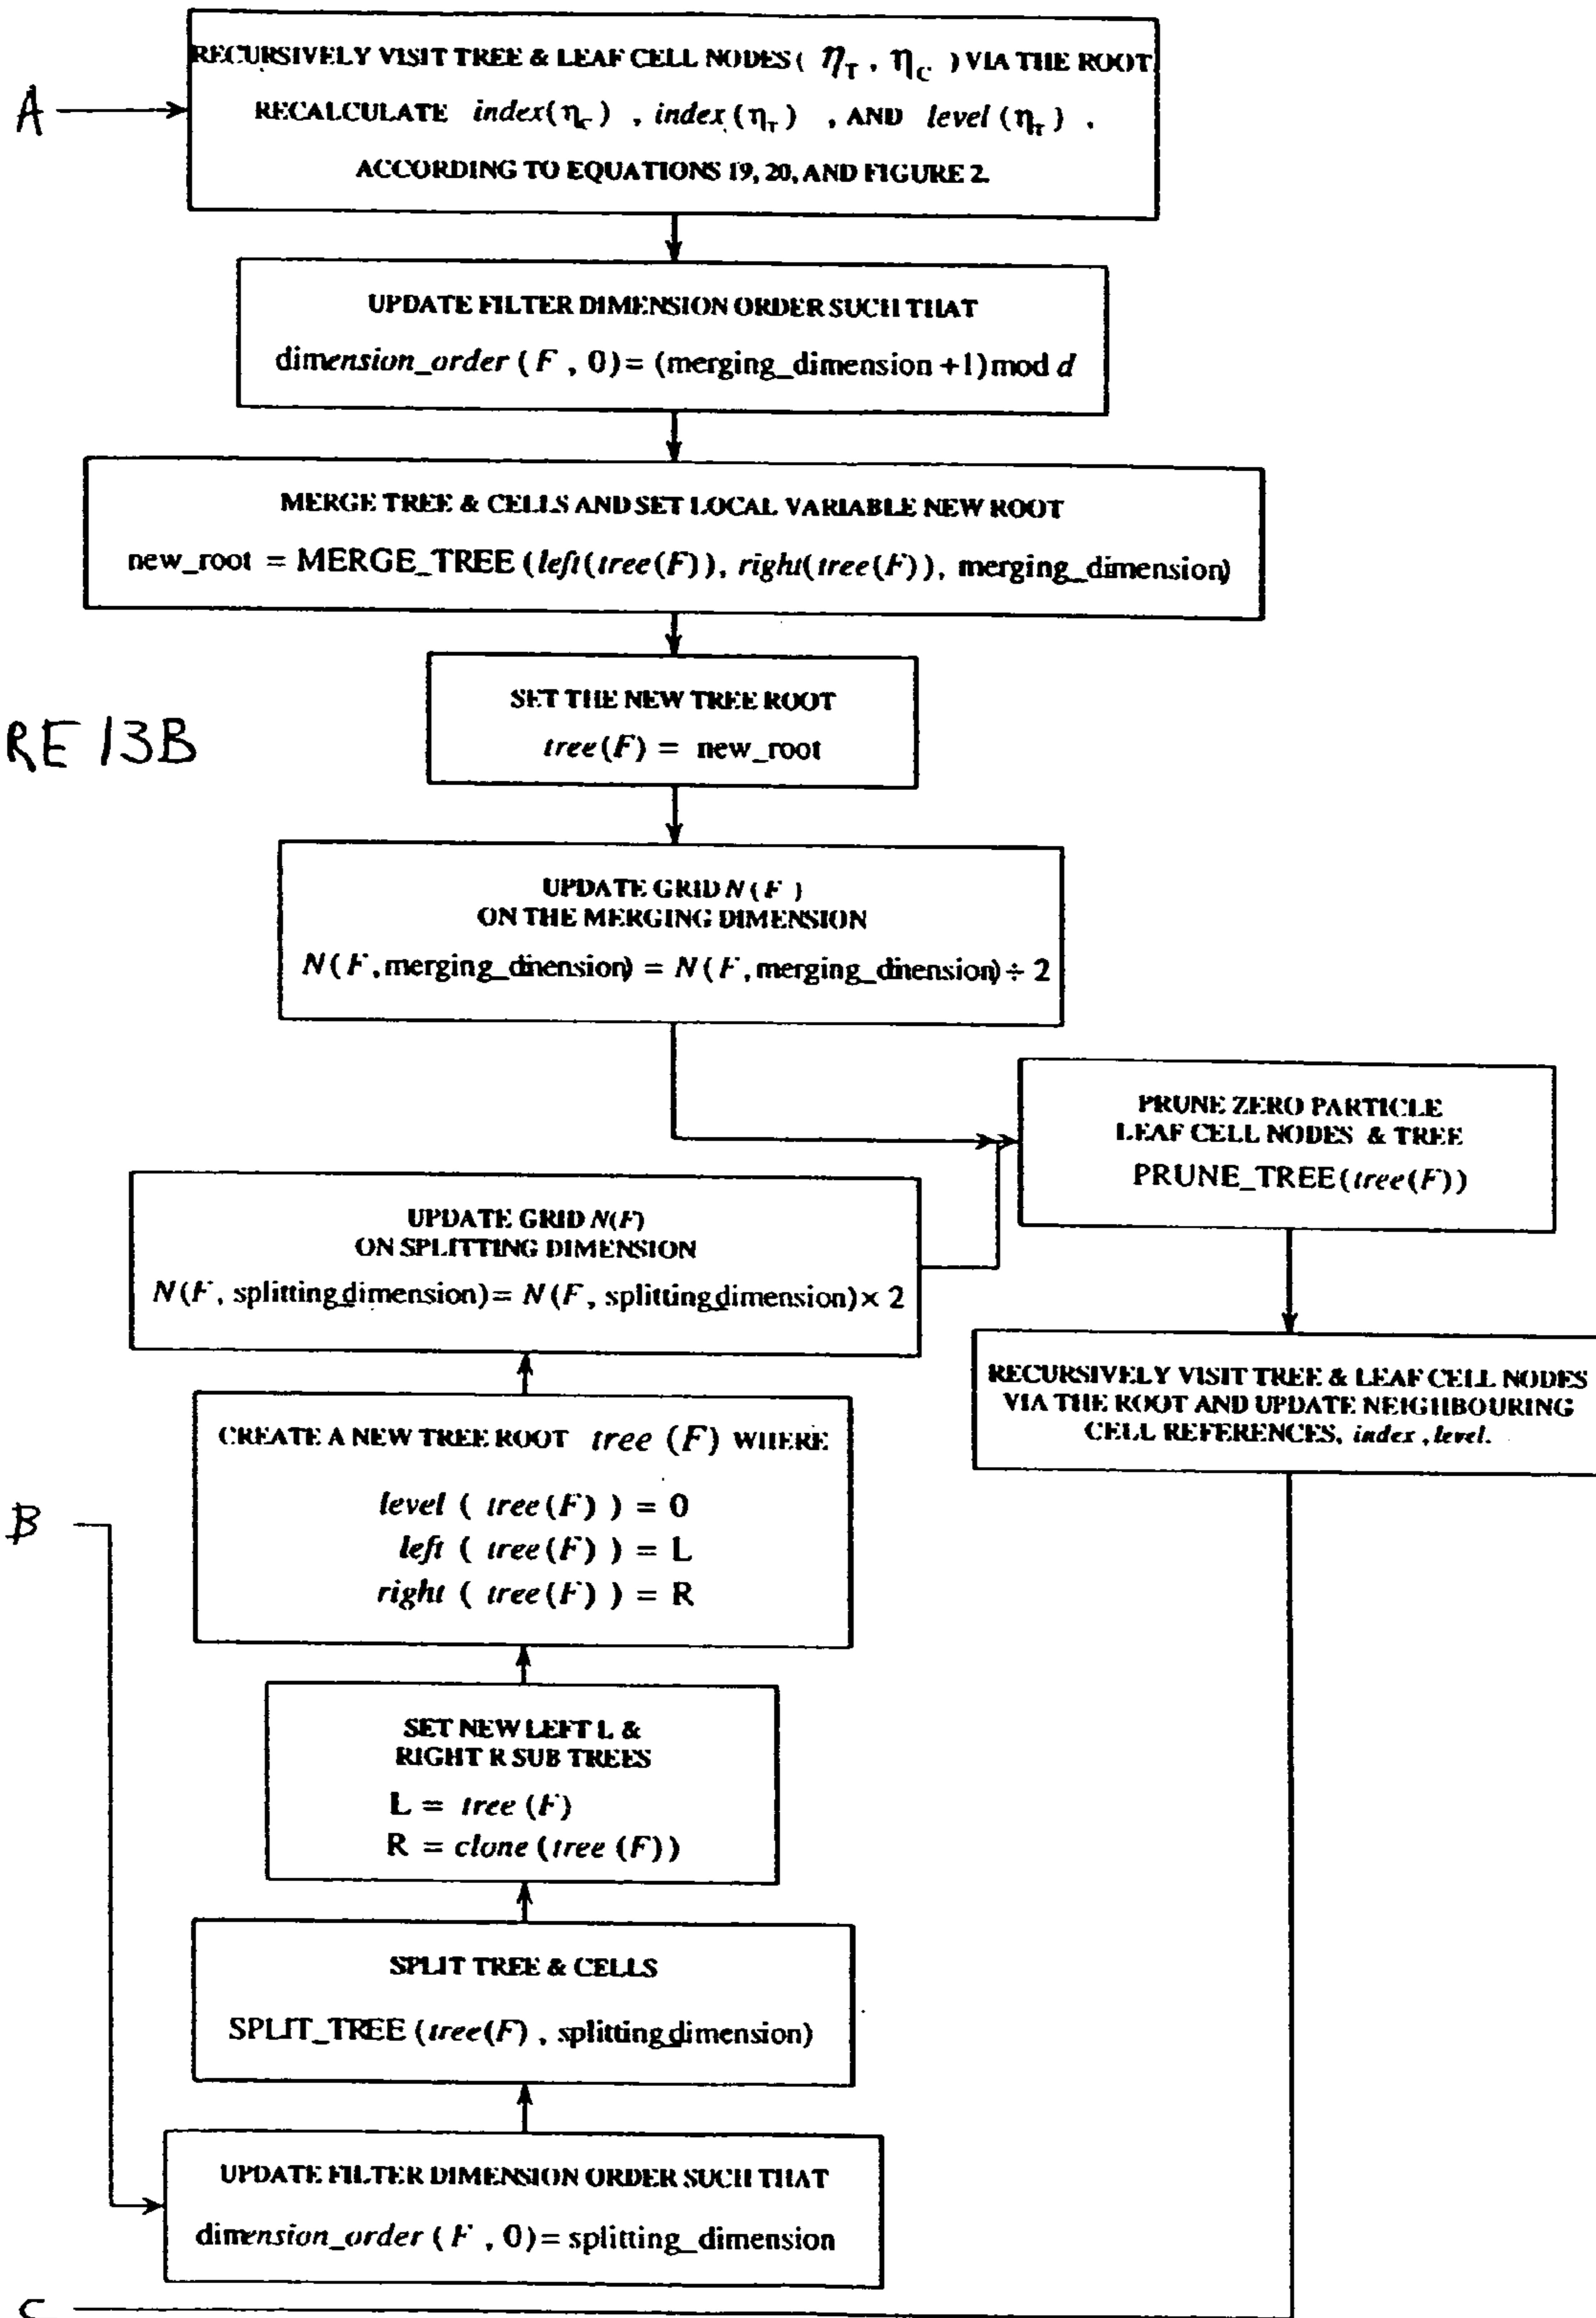 RECURSIVELY VISIT TREE & LEAF CELL NODES ( ηT , ηC ) VIA THE ROOT
A
RECALCULATE index(ηC) , index(ηT) , AND level(ηT) .
ACCORDING TO EQUATIONS 19, 20, AND FIGURE 2.
UPDATE FILTER DIMENSION ORDER SUCH THAT
dimension_order ( F , 0) = (merging_dimension +1) mod d
MERGE TREE & CELLS AND SET LOCAL VARIABLE NEW ROOT
new_root = MERGE_TREE (left(tree(F)), right(tree(F)), merging_dimension)
SET THE NEW TREE ROOT
tree(F) = new_root
RE 13B
UPDATE GRID N( F )
ON THE MERGING DIMENSION
N( F , merging_dinension) = N( F , merging_dinension) ÷ 2
PRUNE ZERO PARTICLE
LEAF CELL NODES & TREE
PRUNE_TREE(tree(F))
UPDATE GRID N(F)
ON SPLITTING DIMENSION
N(F, splitting_dimension) = N(F , splitting_dimension) × 2
RECURSIVELY VISIT TREE & LEAF CELL NODES
VIA THE ROOT AND UPDATE NEIGHBOURING
CELL REFERENCES, index , level.
CREATE A NEW TREE ROOT tree (F) WHERE
level ( tree(F) ) = 0
left ( tree(F) ) = L
right ( tree(F) ) = R
B
SET NEW LEFT L &
RIGHT R SUB TREES
L = tree (F)
R = clone (tree (F))
SPLIT TREE & CELLS
SPLIT_TREE (tree(F) , splitting_dimension)
UPDATE FILTER DIMENSION ORDER SUCH THAT
dimension_order ( F , 0) = splitting_dimension
C